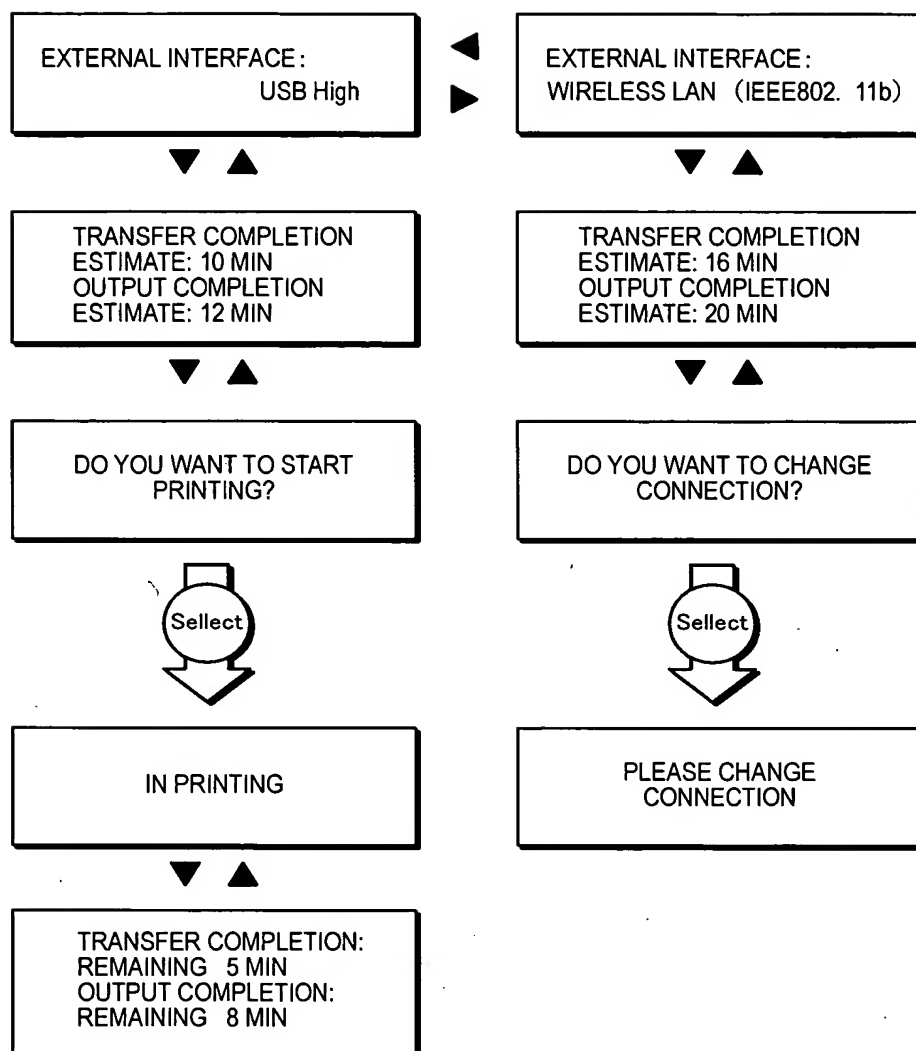 EXTERNAL INTERFACE:
USB High
EXTERNAL INTERFACE:
WIRELESS LAN (IEEE802. 11b)
TRANSFER COMPLETION
ESTIMATE: 10 MIN
OUTPUT COMPLETION
ESTIMATE: 12 MIN
TRANSFER COMPLETION
ESTIMATE: 16 MIN
OUTPUT COMPLETION
ESTIMATE: 20 MIN
DO YOU WANT TO START
PRINTING?
DO YOU WANT TO CHANGE
CONNECTION?
Sellect
Sellect
IN PRINTING
PLEASE CHANGE
CONNECTION
TRANSFER COMPLETION:
REMAINING 5 MIN
OUTPUT COMPLETION:
REMAINING 8 MIN